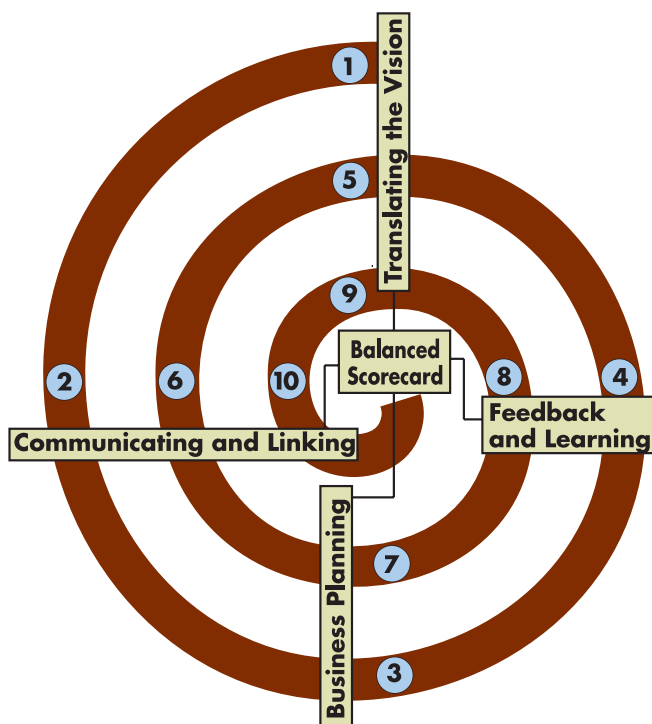 1
Translating the Vision
5
9
Balanced
Scorecard
2
6
10
8
4
Communicating and Linking
Feedback
and Learning
Business Planning
7
3